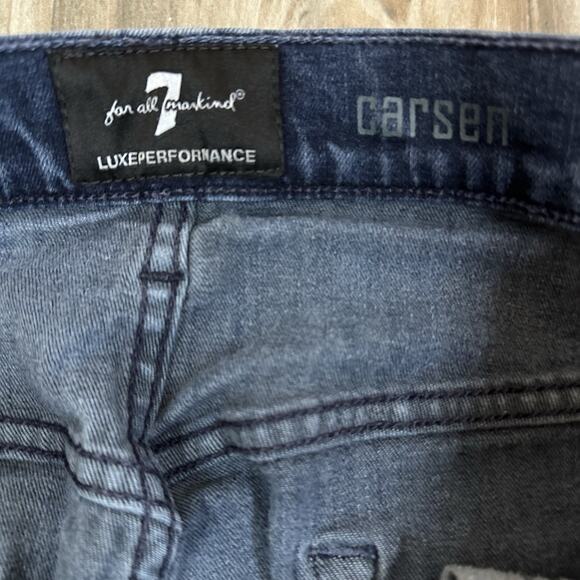 7
for all mankind®
LUXEPERFORMANCE
carsen